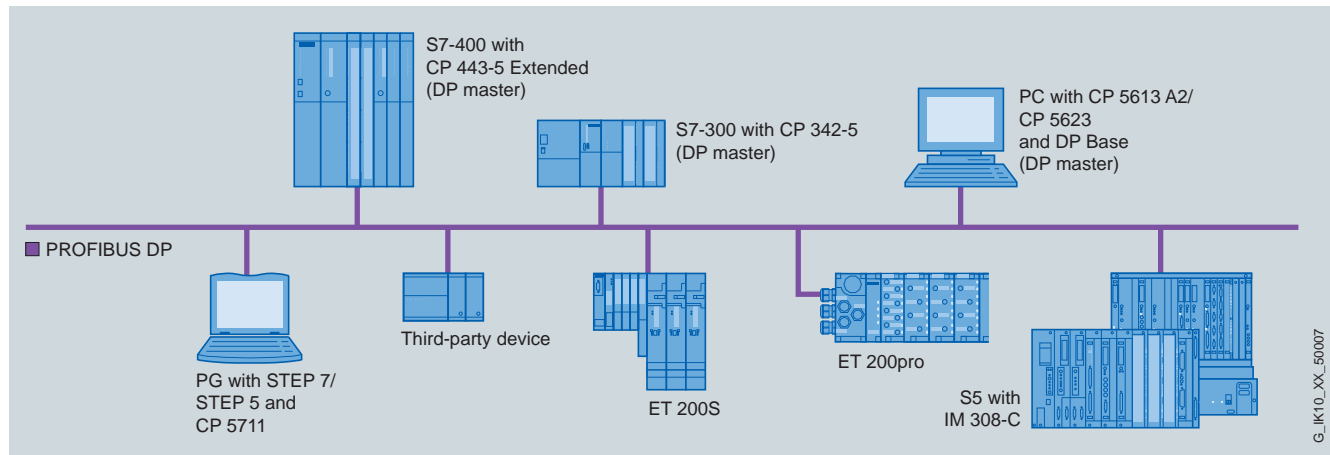 S7-400 with
CP 443-5 Extended
(DP master)
S7-300 with CP 342-5
(DP master)
PC with CP 5613 A2/
CP 5623
and DP Base
(DP master)
PROFIBUS DP
PG with STEP 7/
STEP 5 and
CP 5711
Third-party device
ET 200S
ET 200pro
S5 with
IM 308-C
G_IK10_XX_50007